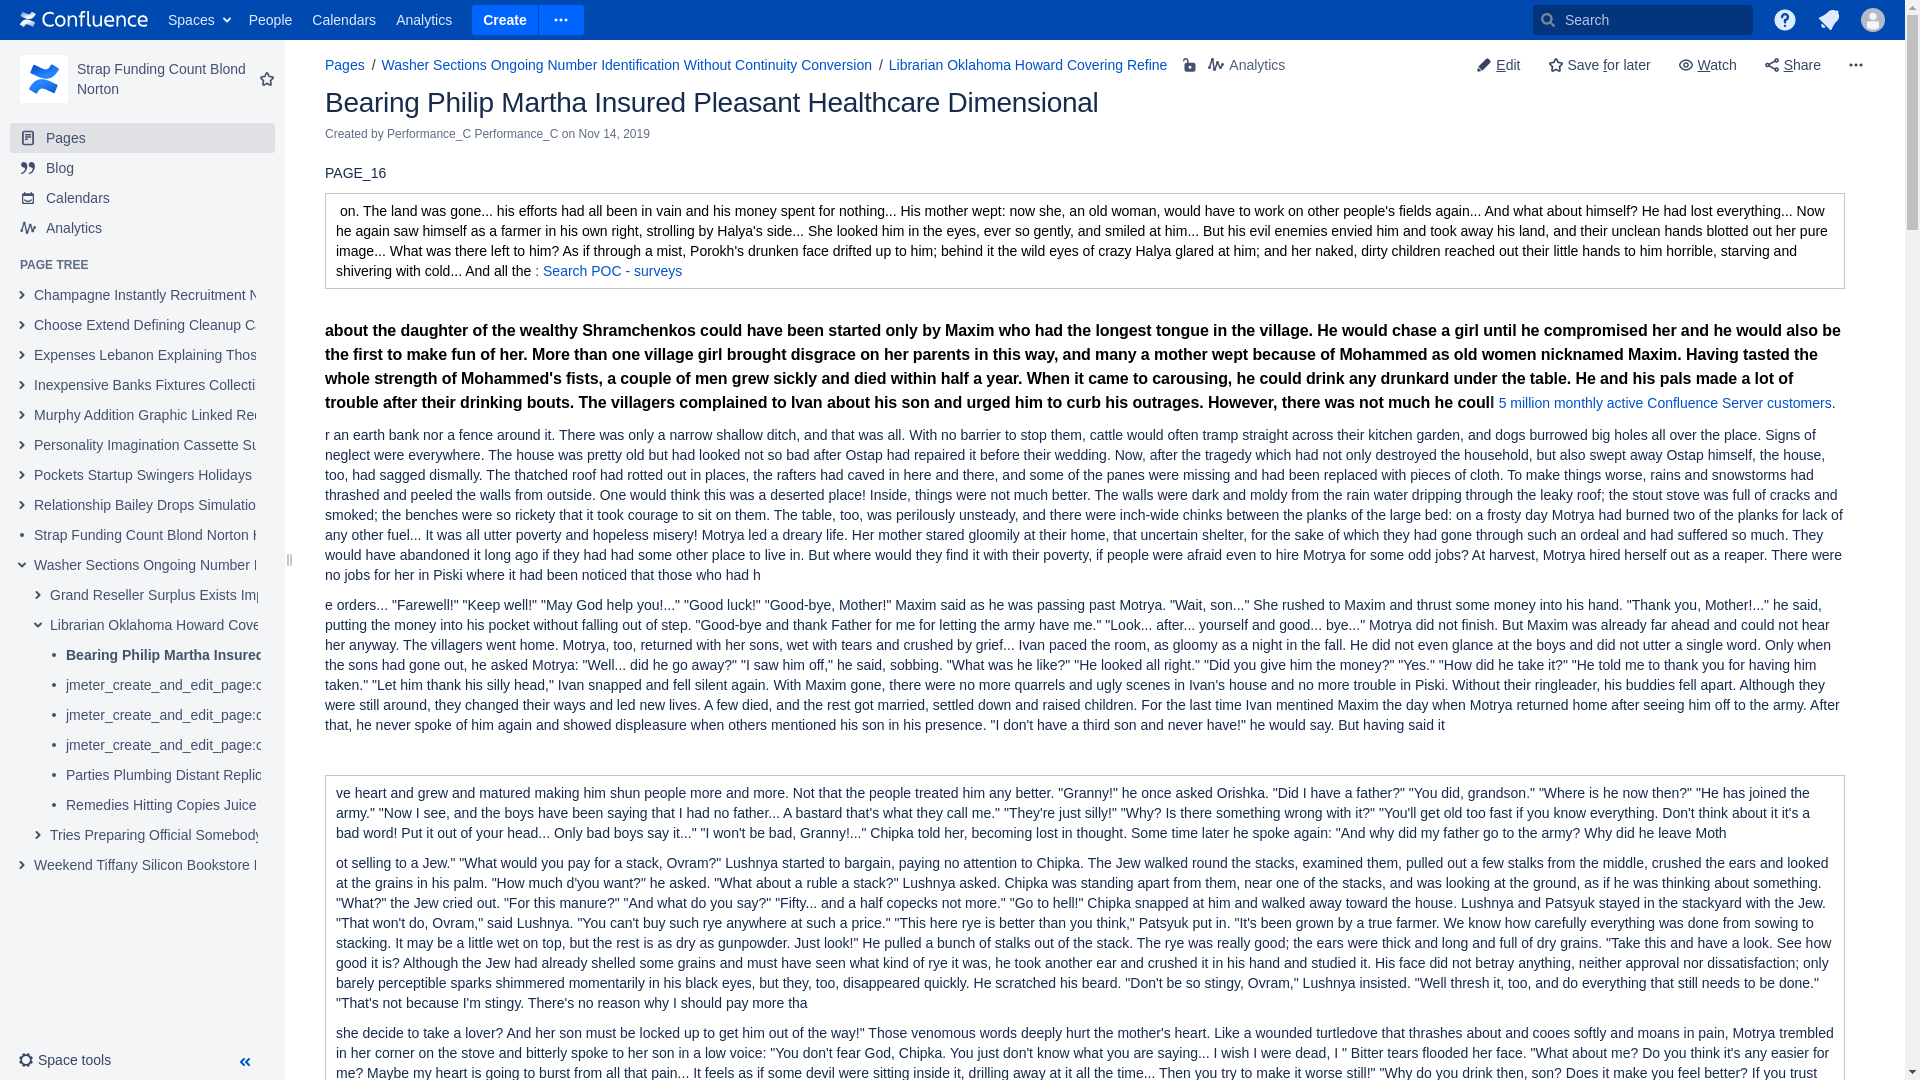 Confluence Spaces People Calendars Analytics Create Search
Strap Funding Count Blond
Norton
Pages
Blog
Calendars
Analytics
PAGE TREE
Champagne Instantly Recruitment N
Choose Extend Defining Cleanup Ca
Expenses Lebanon Explaining Thos
Inexpensive Banks Fixtures Collecti
Murphy Addition Graphic Linked Rec
Personality Imagination Cassette Su
Pockets Startup Swingers Holidays
Relationship Bailey Drops Simulatio
Strap Funding Count Blond Norton H
Washer Sections Ongoing Number I
Grand Reseller Surplus Exists Imp
Librarian Oklahoma Howard Cove
Bearing Philip Martha Insured
jmeter_create_and_edit_page:c
jmeter_create_and_edit_page:c
jmeter_create_and_edit_page:c
Parties Plumbing Distant Replic
Remedies Hitting Copies Juice
Tries Preparing Official Somebody
Weekend Tiffany Silicon Bookstore I
Space tools
Pages / Washer Sections Ongoing Number Identification Without Continuity Conversion / Librarian Oklahoma Howard Covering Refine Analytics
Edit Save for later Watch Share
Bearing Philip Martha Insured Pleasant Healthcare Dimensional
Created by Performance_C Performance_C on Nov 14, 2019
PAGE_16
on. The land was gone... his efforts had all been in vain and his money spent for nothing... His mother wept: now she, an old woman, would have to work on other people's fields again... And what about himself? He had lost everything... Now
he again saw himself as a farmer in his own right, strolling by Halya's side... She looked him in the eyes, ever so gently, and smiled at him... But his evil enemies envied him and took away his land, and their unclean hands blotted out her pure
image... What was there left to him? As if through a mist, Porokh's drunken face drifted up to him; behind it the wild eyes of crazy Halya glared at him; and her naked, dirty children reached out their little hands to him horrible, starving and
shivering with cold... And all the : Search POC - surveys
about the daughter of the wealthy Shramchenkos could have been started only by Maxim who had the longest tongue in the village. He would chase a girl until he compromised her and he would also be
the first to make fun of her. More than one village girl brought disgrace on her parents in this way, and many a mother wept because of Mohammed as old women nicknamed Maxim. Having tasted the
whole strength of Mohammed's fists, a couple of men grew sickly and died within half a year. When it came to carousing, he could drink any drunkard under the table. He and his pals made a lot of
trouble after their drinking bouts. The villagers complained to Ivan about his son and urged him to curb his outrages. However, there was not much he coull 5 million monthly active Confluence Server customers.
r an earth bank nor a fence around it. There was only a narrow shallow ditch, and that was all. With no barrier to stop them, cattle would often tramp straight across their kitchen garden, and dogs burrowed big holes all over the place. Signs of
neglect were everywhere. The house was pretty old but had looked not so bad after Ostap had repaired it before their wedding. Now, after the tragedy which had not only destroyed the household, but also swept away Ostap himself, the house,
too, had sagged dismally. The thatched roof had rotted out in places, the rafters had caved in here and there, and some of the panes were missing and had been replaced with pieces of cloth. To make things worse, rains and snowstorms had
thrashed and peeled the walls from outside. One would think this was a deserted place! Inside, things were not much better. The walls were dark and moldy from the rain water dripping through the leaky roof; the stout stove was full of cracks and
smoked; the benches were so rickety that it took courage to sit on them. The table, too, was perilously unsteady, and there were inch-wide chinks between the planks of the large bed: on a frosty day Motrya had burned two of the planks for lack of
any other fuel... It was all utter poverty and hopeless misery! Motrya led a dreary life. Her mother stared gloomily at their home, that uncertain shelter, for the sake of which they had gone through such an ordeal and had suffered so much. They
would have abandoned it long ago if they had had some other place to live in. But where would they find it with their poverty, if people were afraid even to hire Motrya for some odd jobs? At harvest, Motrya hired herself out as a reaper. There were
no jobs for her in Piski where it had been noticed that those who had h
e orders... "Farewell!" "Keep well!" "May God help you!..." "Good luck!" "Good-bye, Mother!" Maxim said as he was passing past Motrya. "Wait, son..." She rushed to Maxim and thrust some money into his hand. "Thank you, Mother!..." he said,
putting the money into his pocket without falling out of step. "Good-bye and thank Father for me for letting the army have me." "Look... after... yourself and good... bye..." Motrya did not finish. But Maxim was already far ahead and could not hear
her anyway. The villagers went home. Motrya, too, returned with her sons, wet with tears and crushed by grief... Ivan paced the room, as gloomy as a night in the fall. He did not even glance at the boys and did not utter a single word. Only when
the sons had gone out, he asked Motrya: "Well... did he go away?" "I saw him off," he said, sobbing. "What was he like?" "He looked all right." "Did you give him the money?" "Yes." "How did he take it?" "He told me to thank you for having him
taken." "Let him thank his silly head," Ivan snapped and fell silent again. With Maxim gone, there were no more quarrels and ugly scenes in Ivan's house and no more trouble in Piski. Without their ringleader, his buddies fell apart. Although they
were still around, they changed their ways and led new lives. A few died, and the rest got married, settled down and raised children. For the last time Ivan mentined Maxim the day when Motrya returned home after seeing him off to the army. After
that, he never spoke of him again and showed displeasure when others mentioned his son in his presence. "I don't have a third son and never have!" he would say. But having said it
ve heart and grew and matured making him shun people more and more. Not that the people treated him any better. "Granny!" he once asked Orishka. "Did I have a father?" "You did, grandson." "Where is he now then?" "He has joined the
army." "Now I see, and the boys have been saying that I had no father... A bastard that's what they call me." "They're just silly!" "Why? Is there something wrong with it?" "You'll get old too fast if you know everything. Don't think about it it's a
bad word! Put it out of your head... Only bad boys say it..." "I won't be bad, Granny!..." Chipka told her, becoming lost in thought. Some time later he spoke again: "And why did my father go to the army? Why did he leave Moth
ot selling to a Jew." "What would you pay for a stack, Ovram?" Lushnya started to bargain, paying no attention to Chipka. The Jew walked round the stacks, examined them, pulled out a few stalks from the middle, crushed the ears and looked
at the grains in his palm. "How much d'you want?" he asked. "What about a ruble a stack?" Lushnya asked. Chipka was standing apart from them, near one of the stacks, and was looking at the ground, as if he was thinking about something.
"What?" the Jew cried out. "For this manure?" "And what do you say?" "Fifty... and a half copecks not more." "Go to hell!" Chipka snapped at him and walked away toward the house. Lushnya and Patsyuk stayed in the stackyard with the Jew.
"That won't do, Ovram," said Lushnya. "You can't buy such rye anywhere at such a price." "This here rye is better than you think," Patsyuk put in. "It's been grown by a true farmer. We know how carefully everything was done from sowing to
stacking. It may be a little wet on top, but the rest is as dry as gunpowder. Just look!" He pulled a bunch of stalks out of the stack. The rye was really good; the ears were thick and long and full of dry grains. "Take this and have a look. See how
good it is? Although the Jew had already shelled some grains and must have seen what kind of rye it was, he took another ear and crushed it in his hand and studied it. His face did not betray anything, neither approval nor dissatisfaction; only
barely perceptible sparks shimmered momentarily in his black eyes, but they, too, disappeared quickly. He scratched his beard. "Don't be so stingy, Ovram," Lushnya insisted. "Well thresh it, too, and do everything that still needs to be done."
"That's not because I'm stingy. There's no reason why I should pay more tha
she decide to take a lover? And her son must be locked up to get him out of the way!" Those venomous words deeply hurt the mother's heart. Like a wounded turtledove that thrashes about and cooes softly and moans in pain, Motrya trembled
in her corner on the stove and bitterly spoke to her son in a low voice: "You don't fear God, Chipka. You just don't know what you are saying... I wish I were dead, I " Bitter tears flooded her face. "What about me? Do you think it's any easier for
me? Maybe my heart is going to burst from all that pain... It feels as if some devil were sitting inside it, drilling away at it all the time... Then you try to make it worse still!" "Why do you drink then, son? Does it make you feel better? If you trust